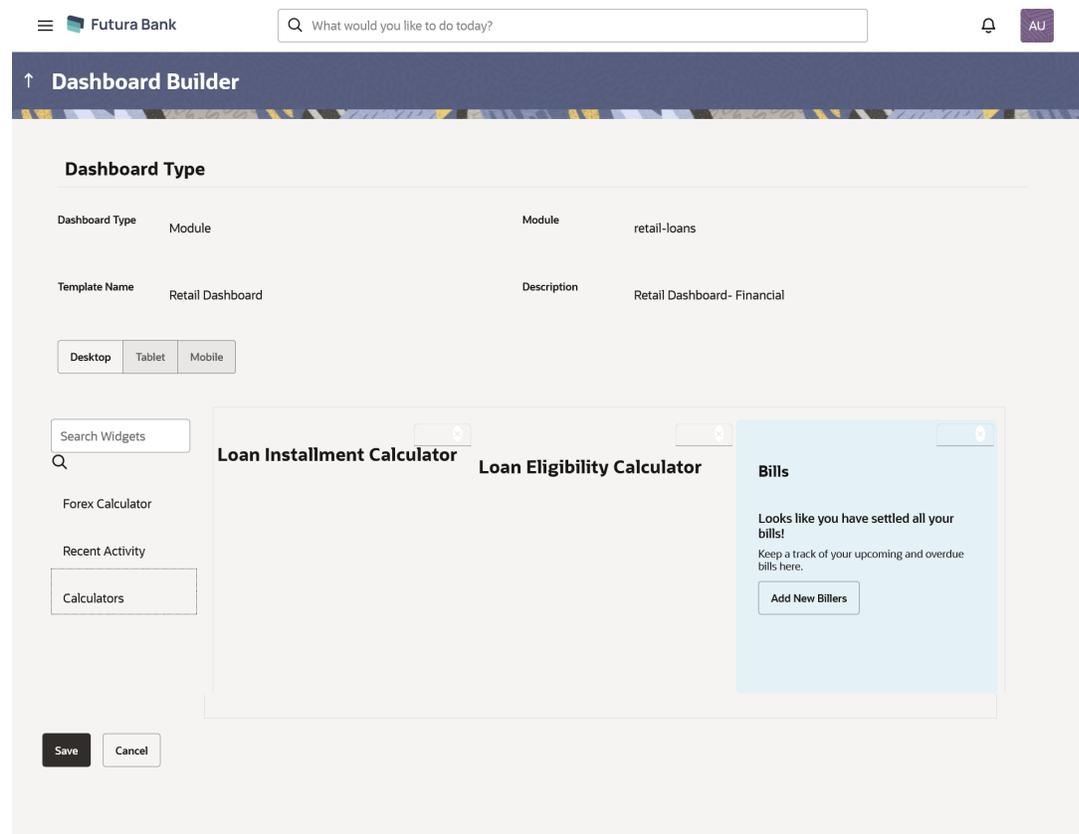 Futura Bank
What would you like to do today?
AU
Dashboard Builder
Dashboard Type
Dashboard Type
Module
Module
retail-loans
Template Name
Retail Dashboard
Description
Retail Dashboard- Financial
Desktop
Tablet
Mobile
Search Widgets
Forex Calculator
Recent Activity
Calculators
Loan Installment Calculator
Loan Eligibility Calculator
Bills
Looks like you have settled all your
bills!
Keep a track of your upcoming and overdue
bills here.
Add New Billers
Save
Cancel